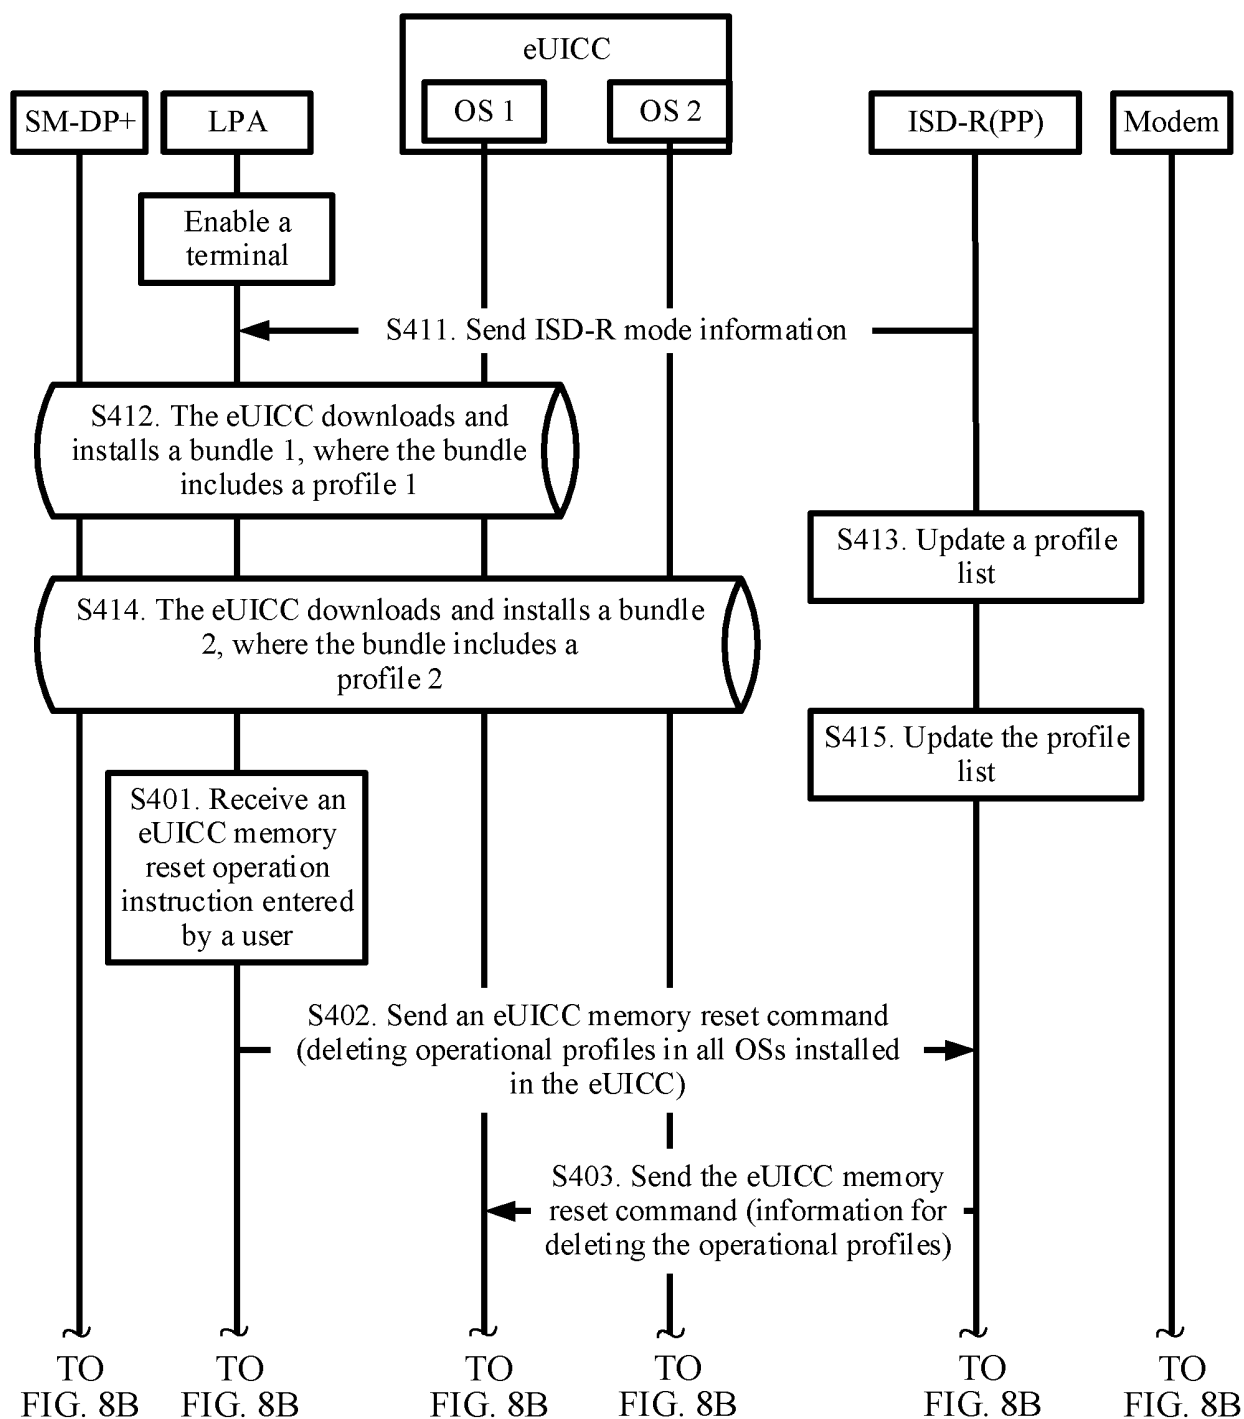 eUICC
SM-DP+
LPA
OS 1
OS 2
ISD-R(PP)
Modem
Enable a
terminal
S411. Send ISD-R mode information
S412. The eUICC downloads and
installs a bundle 1, where the bundle
includes a profile 1
S413. Update a profile
list
S414. The eUICC downloads and installs a bundle
2, where the bundle includes a
profile 2
S415. Update the profile
list
S401. Receive an
eUICC memory
reset operation
instruction entered
by a user
S402. Send an eUICC memory reset command
(deleting operational profiles in all OSs installed
in the eUICC)
S403. Send the eUICC memory
reset command (information for
deleting the operational profiles)
TO
FIG. 8B
TO
FIG. 8B
TO
FIG. 8B
TO
FIG. 8B
TO
FIG. 8B
TO
FIG. 8B